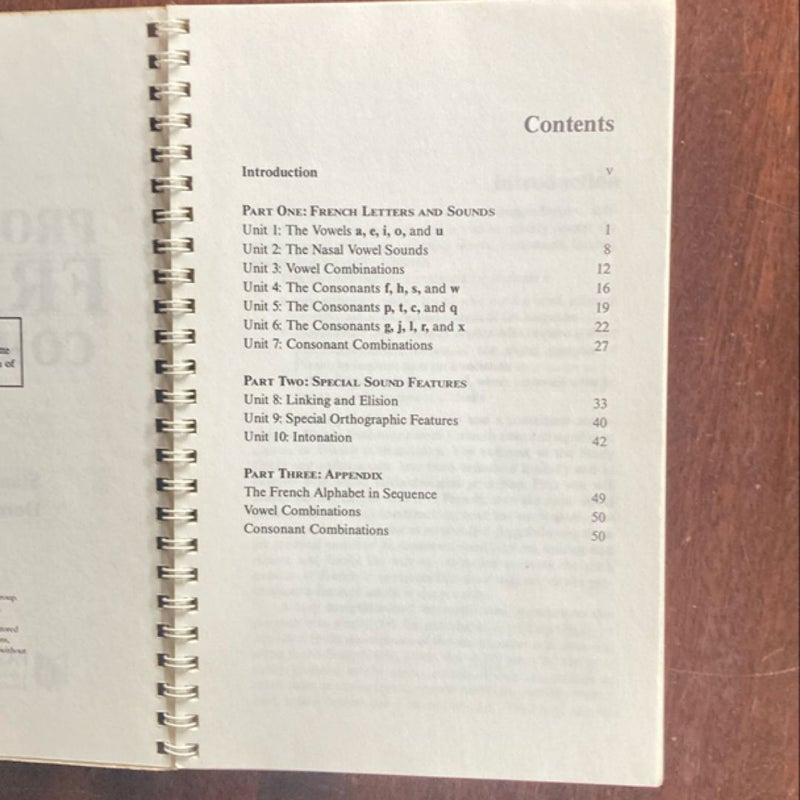 Contents
Introduction v
PART ONE: FRENCH LETTERS AND SOUNDS
Unit 1: The Vowels a, e, i, o, and u 1
Unit 2: The Nasal Vowel Sounds 8
Unit 3: Vowel Combinations 12
Unit 4: The Consonants f, h, s, and w 16
Unit 5: The Consonants p, t, c, and q 19
Unit 6: The Consonants g, j, l, r, and x 22
Unit 7: Consonant Combinations 27
PART TWO: SPECIAL SOUND FEATURES
Unit 8: Linking and Elision 33
Unit 9: Special Orthographic Features 40
Unit 10: Intonation 42
PART THREE: APPENDIX
The French Alphabet in Sequence 49
Vowel Combinations 50
Consonant Combinations 50